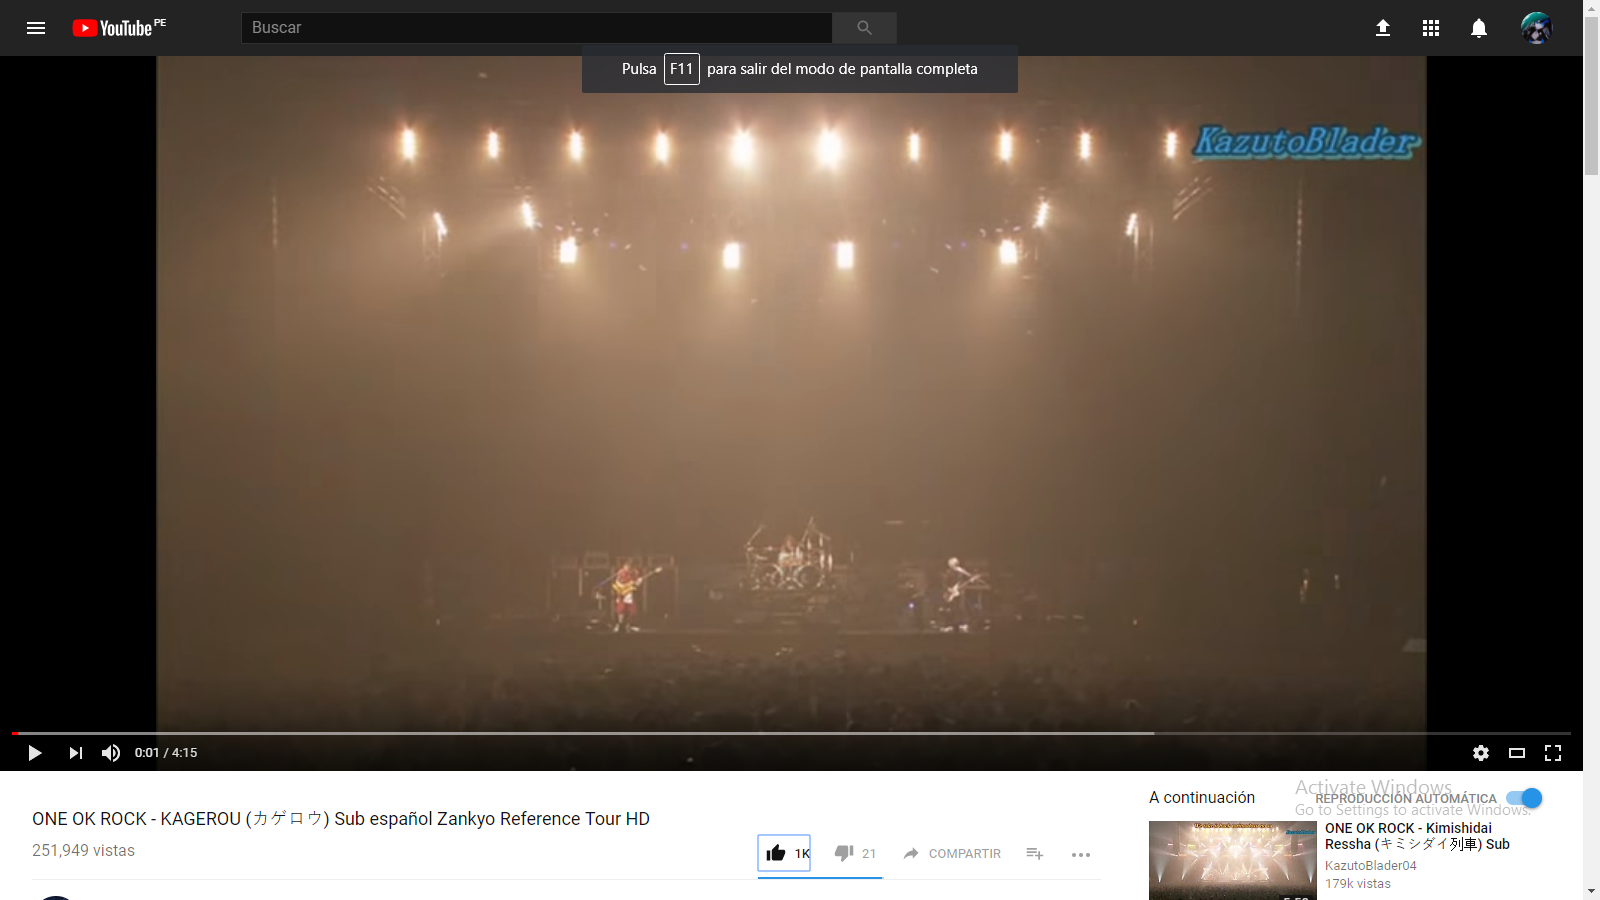 YouTube PE
Buscar
Pulsa F11 para salir del modo de pantalla completa
KazutoBlader
0:01 / 4:15
ONE OK ROCK - KAGEROU (カゲロウ) Sub español Zankyo Reference Tour HD
251,949 vistas
1K
21
COMPARTIR
A continuación
REPRODUCCIÓN AUTOMÁTICA
Activate Windows
Go to Settings to activate Windows.
ONE OK ROCK - Kimishidai
Ressha (キミシダイ列車) Sub
KazutoBlader04
179k vistas